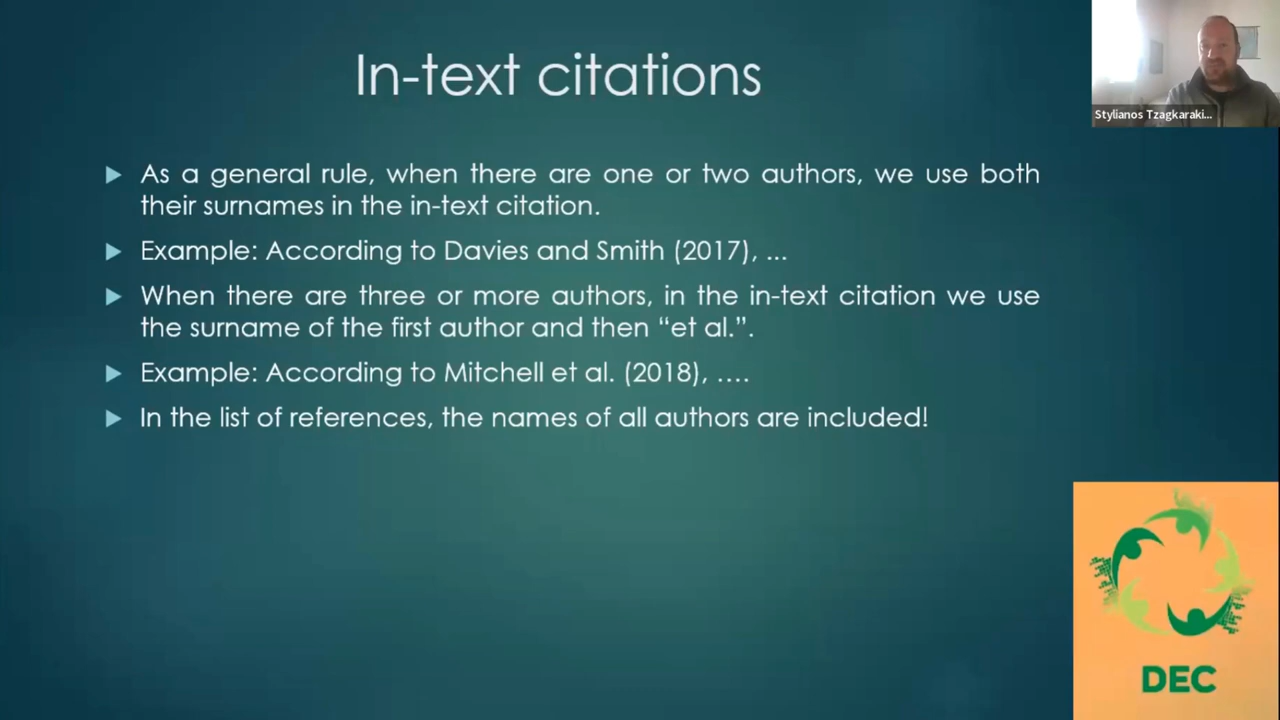 In-text citations
Stylianos Tzagkaraki...
As a general rule, when there are one or two authors, we use both
their surnames in the in-text citation.
Example: According to Davies and Smith (2017), ...
When there are three or more authors, in the in-text citation we use
the surname of the first author and then “et al.”.
Example: According to Mitchell et al. (2018), ....
In the list of references, the names of all authors are included!
DEC